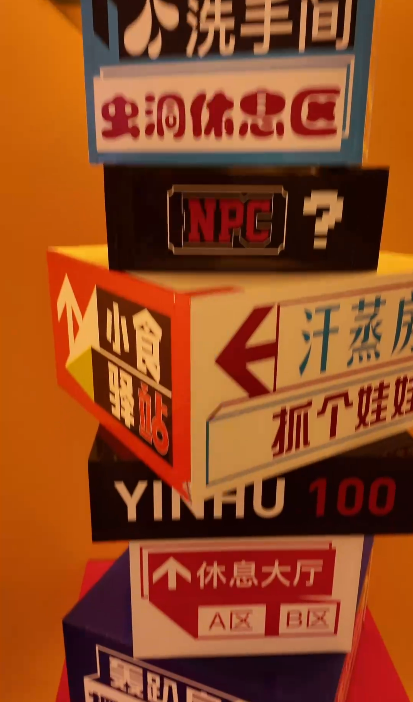 洗手间
虫洞休息区
NPC ?
小食
驿站
汗蒸房
抓个娃娃
YINHU 100
休息大厅
A区 B区